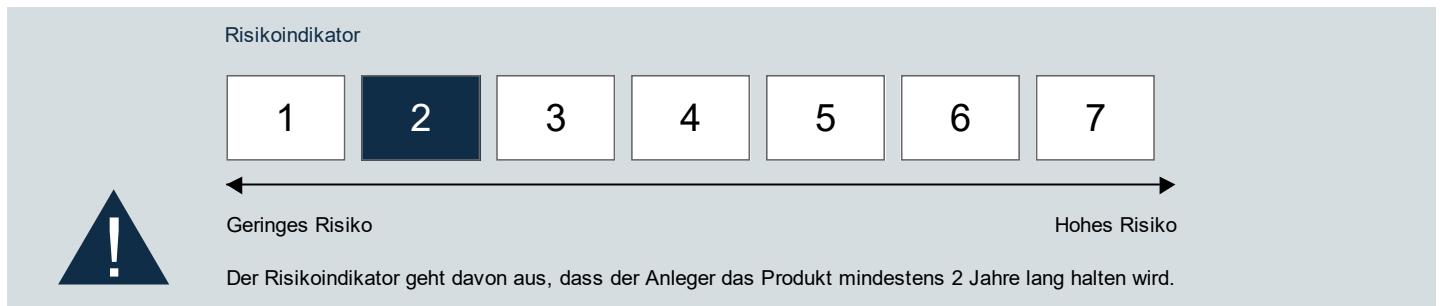 Risikoindikator
1 2 3 4 5 6 7
Geringes Risiko Hohes Risiko
!
Der Risikoindikator geht davon aus, dass der Anleger das Produkt mindestens 2 Jahre lang halten wird.